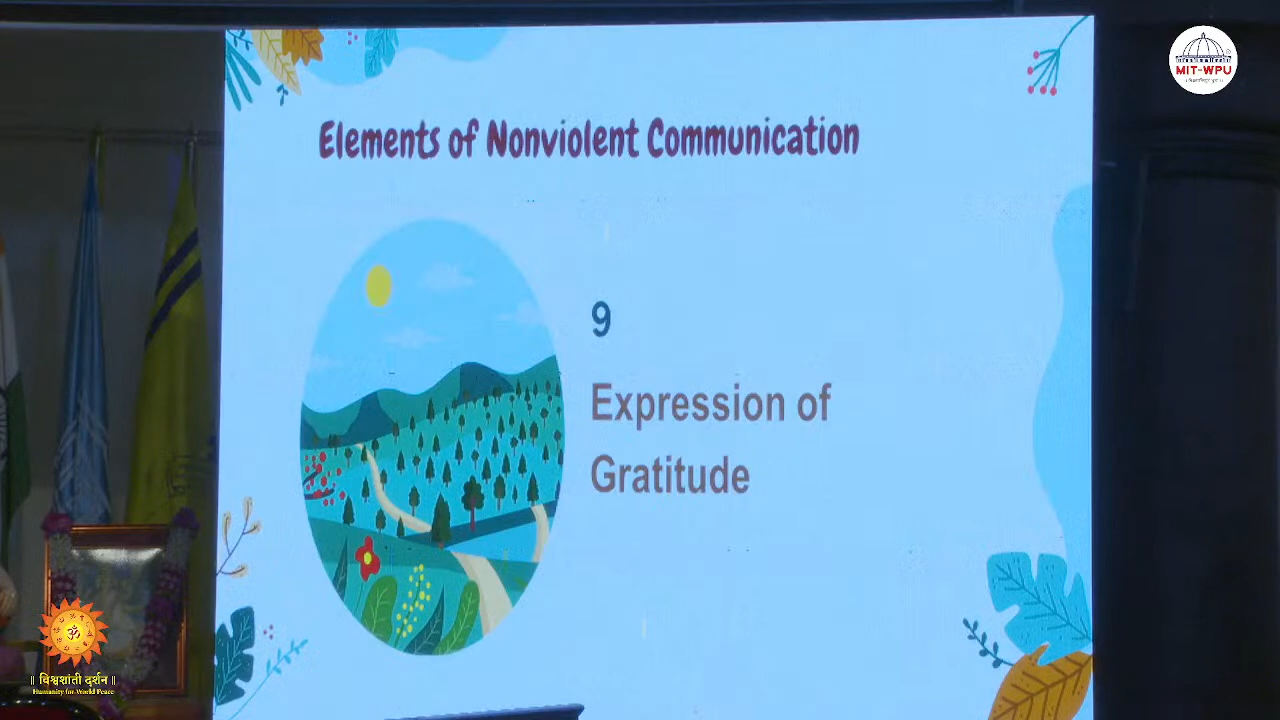 MIT-WPU
Elements of Nonviolent Communication
9
Expression of
Gratitude
॥ विश्वशांती दर्शन ॥
Humanity for World Peace